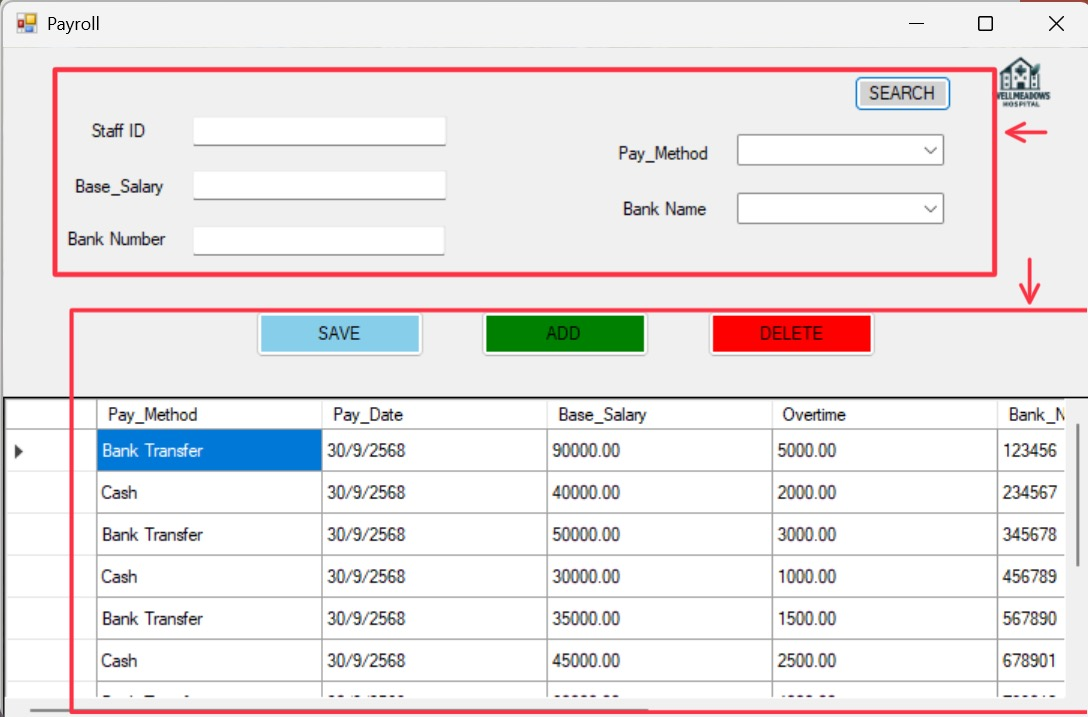 Payroll
SEARCH
WELLMEADOWS
HOSPITAL
Staff ID
Pay_Method
Base_Salary
Bank Name
Bank Number
SAVE ADD DELETE
Pay_Method Pay_Date Base_Salary Overtime Bank_N
Bank Transfer 30/9/2568 90000.00 5000.00 123456
Cash 30/9/2568 40000.00 2000.00 234567
Bank Transfer 30/9/2568 50000.00 3000.00 345678
Cash 30/9/2568 30000.00 1000.00 456789
Bank Transfer 30/9/2568 35000.00 1500.00 567890
Cash 30/9/2568 45000.00 2500.00 678901